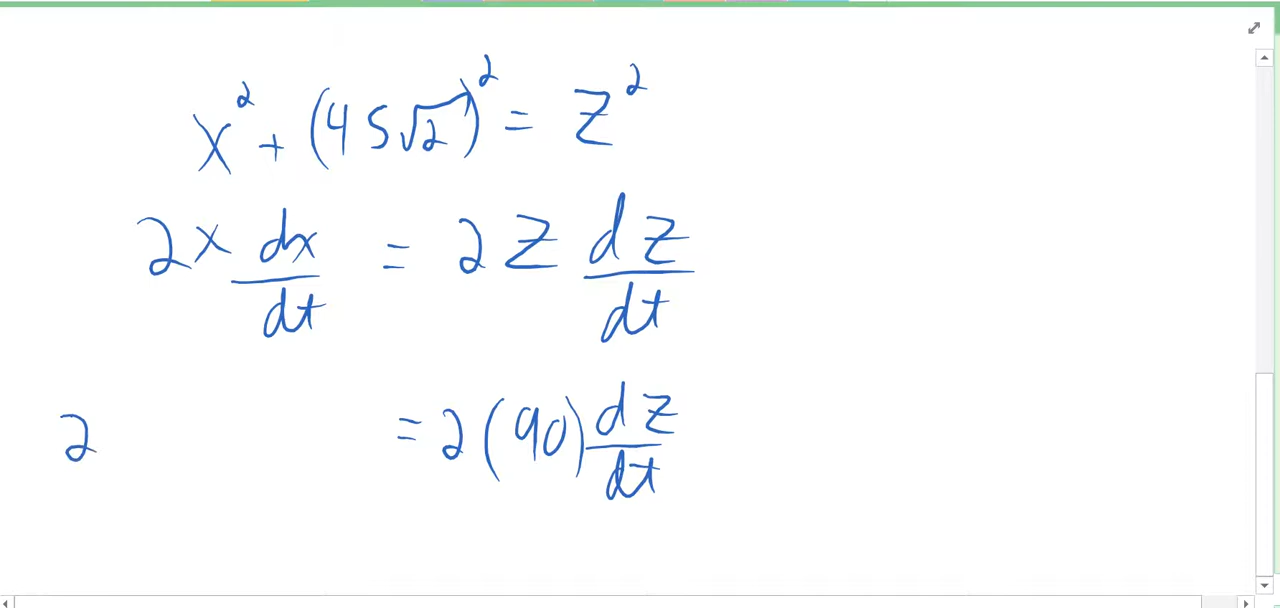 x² + (45√2)² = z²
2x dx/dt = 2z dz/dt
2 = 2(90) dz/dt